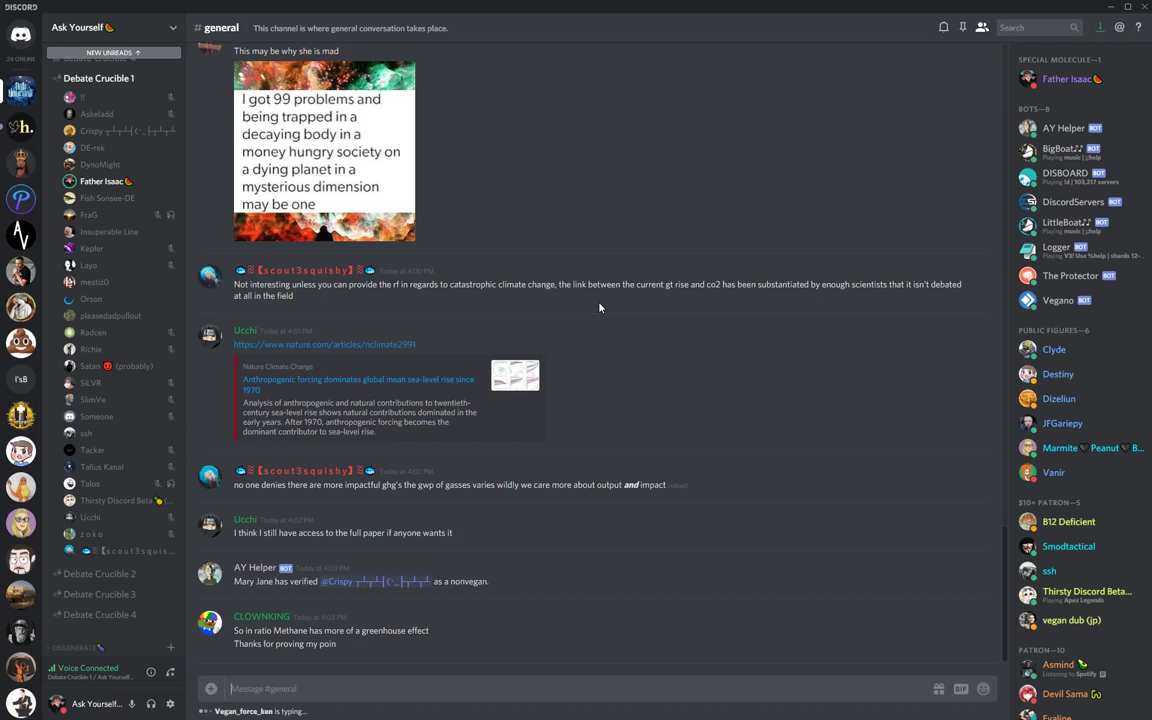 DISCORD
24 ONLINE
h.
P
I'sB
Ask Yourself🍉
NEW UNREADS ↑
Debate Crucible 1
!!
Askeladd
Crispy
DE-rek
DynoMight
Father Isaac🍉
Fish Sonsee-DE
FraG
Insuperable Line
Kepler
Layo
mestiz0
Orson
pleasedadpullout
Radcen
Richie
Satan 👹 (probably)
SiLVR
SlimVe
Someone
ssh
Tacker
Talius Kanal
Talos
Thirsty Discord Beta🍾(...
Ucchi
z o k o
🐟≋【s c o u t 3 s q u i s...
Debate Crucible 2
Debate Crucible 3
Debate Crucible 4
DEGENERATE🍆
Voice Connected
Debate Crucible 1 / Ask Yourself...
Ask Yourself...
# general
This channel is where general conversation takes place.
Search
This may be why she is mad
I got 99 problems and
being trapped in a
decaying body in a
money hungry society on
a dying planet in a
mysterious dimension
may be one
🐟≋【s c o u t 3 s q u i s h y】≋🐟 Today at 4:00 PM
Not interesting unless you can provide the rf in regards to catastrophic climate change, the link between the current gt rise and co2 has been substantiated by enough scientists that it isn't debated
at all in the field
Ucchi Today at 4:01 PM
https://www.nature.com/articles/nclimate2991
Nature Climate Change
Anthropogenic forcing dominates global mean sea-level rise since
1970
Analysis of anthropogenic and natural contributions to twentieth-
century sea-level rise shows natural contributions dominated in the
early years. After 1970, anthropogenic forcing becomes the
dominant contributor to sea-level rise.
🐟≋【s c o u t 3 s q u i s h y】≋🐟 Today at 4:02 PM
no one denies there are more impactful ghg's the gwp of gasses varies wildly we care more about output and impact (edited)
Ucchi Today at 4:02 PM
I think I still have access to the full paper if anyone wants it
AY Helper BOT Today at 4:03 PM
Mary Jane has verified @Crispy as a nonvegan.
CLOWNKING Today at 4:03 PM
So in ratio Methane has more of a greenhouse effect
Thanks for proving my poin
Message #general
GIF
Vegan_force_ken is typing...
SPECIAL MOLECULE—1
Father Isaac🍉
BOTS—8
AY Helper BOT
BigBoat♪♪ BOT
Playing music | ;;help
DISBOARD BOT
Playing !d | 103,217 servers
DiscordServers BOT
LittleBoat♪♪ BOT
Playing music | ;;help
Logger BOT
Playing V3! Use %help | shards 12-...
The Protector BOT
Vegano BOT
PUBLIC FIGURES—6
Clyde
Destiny
Dizeliun
JFGariepy
Marmite🖤Peanut🖤B...
Vanir
$10+ PATRON—5
B12 Deficient
Smodtactical
ssh
Thirsty Discord Beta...
Playing Apex Legends
vegan dub (jp)
PATRON—10
Asmind
Listening to Spotify
Devil Sama